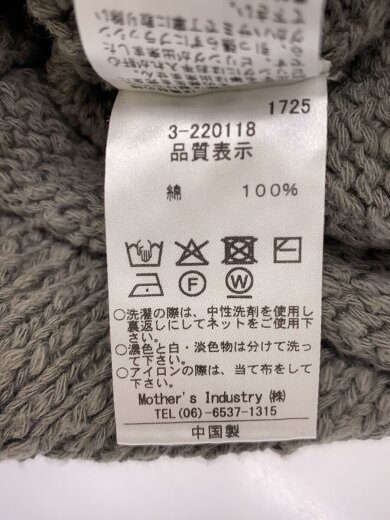 1725
3-220118
品質表示
綿 100%
F
W
○洗濯の際は、中性洗剤を使用し
裏返しにしてネットをご使用下
さい。
○濃色と白・淡色物は分けて洗っ
て下さい。
○アイロンの際は、当て布をして
下さい。
Mother's Industry ㈱
TEL(06)-6537-1315
中国製